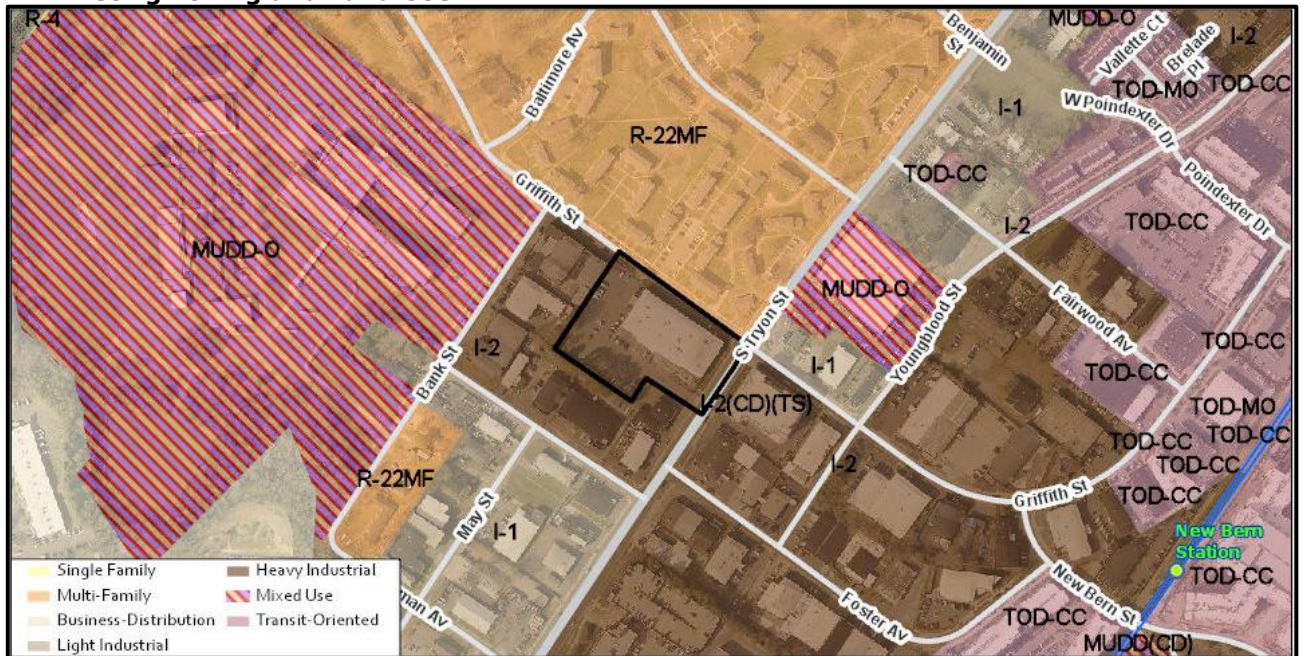 R-4
Baltimore Av
Benjamin St
MUDD-O
Vallette Ct
Brelade Pl
I-2
TOD-MO
TOD-CC
W Poindexter Dr
I-1
R-22MF
Poindexter Dr
TOD-CC
Griffith St
TOD-CC
I-2
MUDD-O
MUDD-O
Fairwood Av
S Tryon St
Youngblood St
TOD-CC
Bank St
I-2
I-1
TOD-CC
I-2(CD)(TS)
TOD-MO
TOD-CC
TOD-CC
TOD-CC
I-2
R-22MF
TOD-CC
Griffith St
May St
I-1
New Bern
Station
TOD-CC
New Bern St
Foster Av
TOD-CC
MUDD(CD)
man Av
Single Family
Multi-Family
Business-Distribution
Light Industrial
Heavy Industrial
Mixed Use
Transit-Oriented